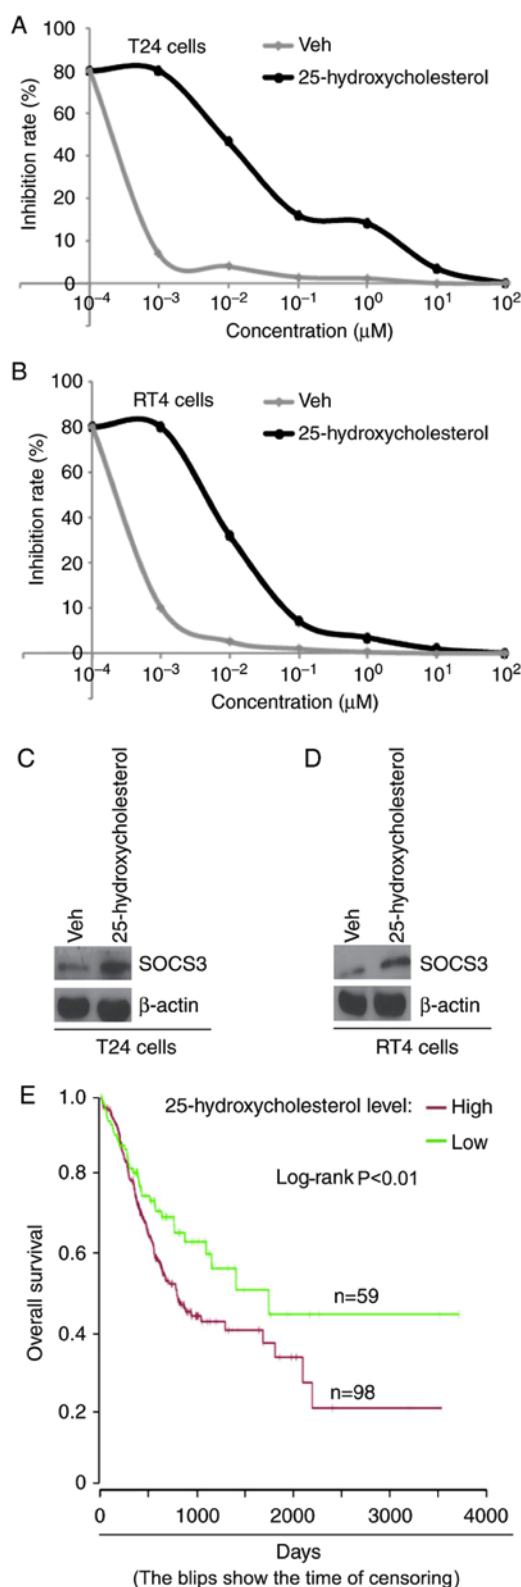 A
T24 cells
Veh
25-hydroxycholesterol
Inhibition rate (%)
100
80
60
40
20
10
0
10⁻⁴ 10⁻³ 10⁻² 10⁻¹ 10⁰ 10¹ 10²
Concentration (μM)
B
RT4 cells
Veh
25-hydroxycholesterol
Inhibition rate (%)
100
80
60
40
20
10
0
10⁻⁴ 10⁻³ 10⁻² 10⁻¹ 10⁰ 10¹ 10²
Concentration (μM)
C
Veh
25-hydroxycholesterol
SOCS3
β-actin
T24 cells
D
Veh
25-hydroxycholesterol
SOCS3
β-actin
RT4 cells
E
25-hydroxycholesterol level: High
Low
Log-rank P<0.01
Overall survival
1.0
0.8
0.6
0.4
0.2
0
n=59
n=98
0 1000 2000 3000 4000
Days
(The blips show the time of censoring)